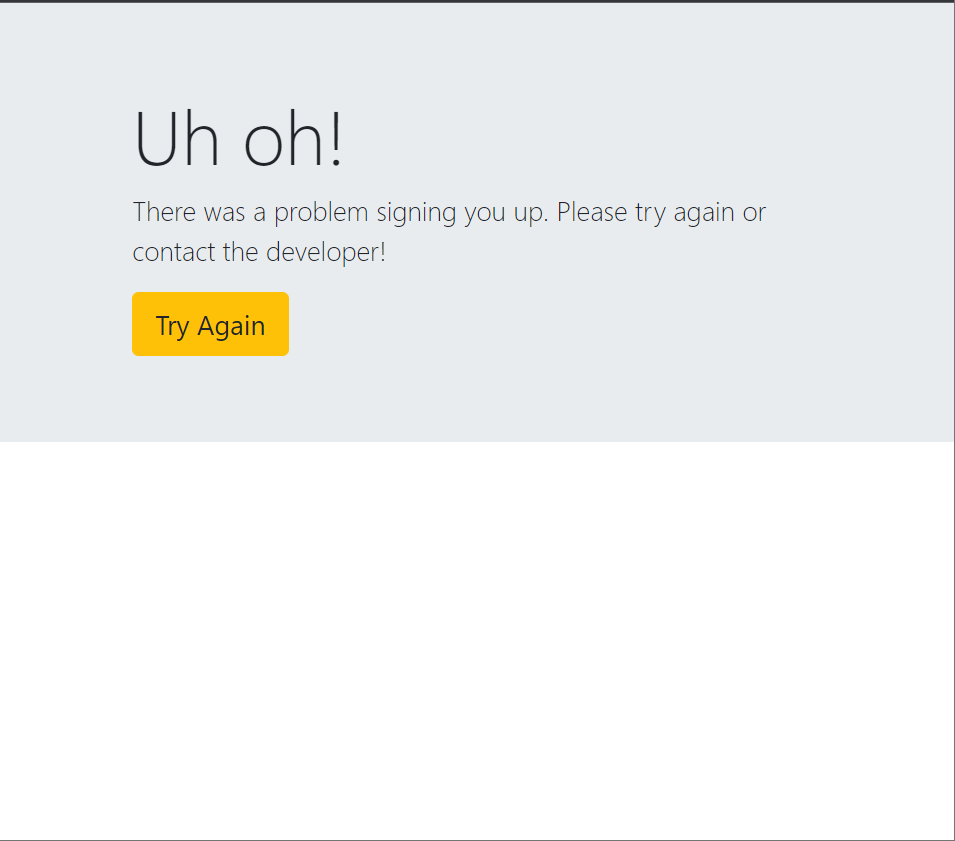 Uh oh!
There was a problem signing you up. Please try again or
contact the developer!
Try Again